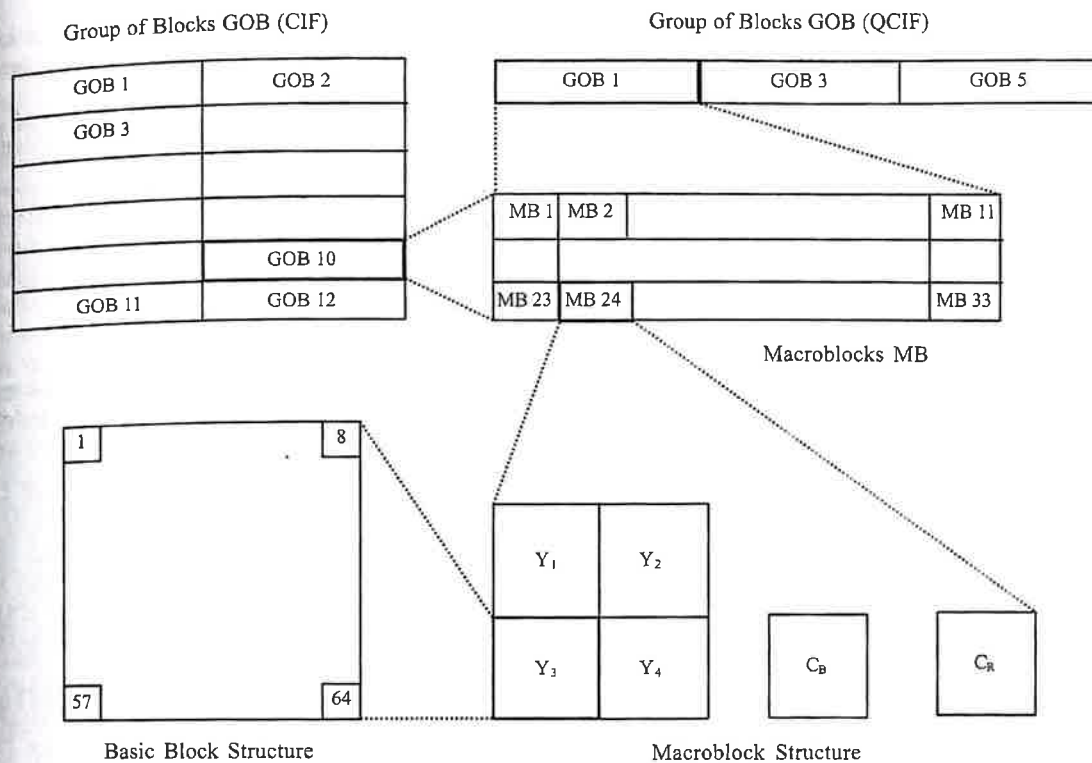 Group of Blocks GOB (CIF)
Group of Blocks GOB (QCIF)
GOB 1 GOB 2
GOB 3
GOB 10
GOB 11 GOB 12
GOB 1 GOB 3 GOB 5
MB 1 MB 2 MB 11
MB 23 MB 24 MB 33
Macroblocks MB
1 8
57 64
Basic Block Structure
Y₁ Y₂
Y₃ Y₄
C_B C_R
Macroblock Structure